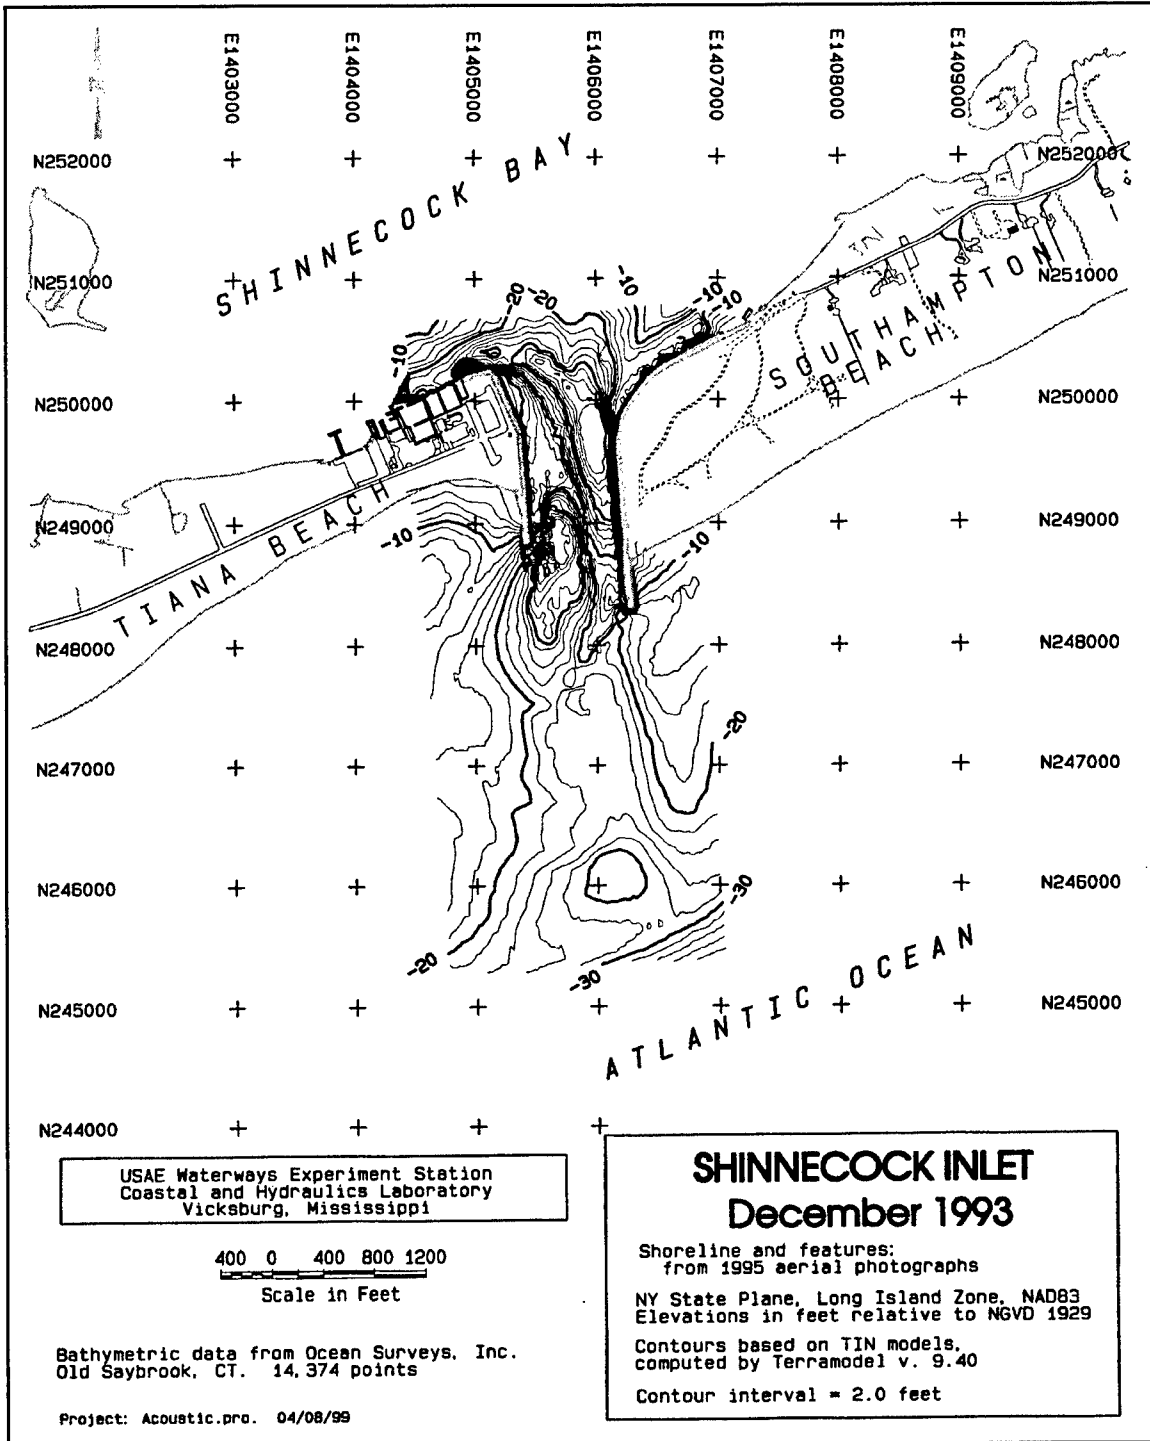 E1403000
E1404000
E1405000
E1406000
E1407000
E1408000
E1409000
N252000
N252000
SHINNECOCK BAY
N251000
N251000
-20
-20
-10
-10
-10
-10
SOUTHAMPTON
BEACH
N250000
N250000
N249000
N249000
TIANA BEACH
-10
-10
N248000
N248000
-20
N247000
N247000
N246000
N246000
-30
-20
-30
ATLANTIC OCEAN
N245000
N245000
N244000
USAE Waterways Experiment Station
Coastal and Hydraulics Laboratory
Vicksburg, Mississippi
400 0 400 800 1200
Scale in Feet
Bathymetric data from Ocean Surveys, Inc.
Old Saybrook, CT. 14,374 points
Project: Acoustic.pro. 04/08/99
SHINNECOCK INLET
December 1993
Shoreline and features:
from 1995 aerial photographs
NY State Plane, Long Island Zone, NAD83
Elevations in feet relative to NGVD 1929
Contours based on TIN models,
computed by Terramodel v. 9.40
Contour interval = 2.0 feet